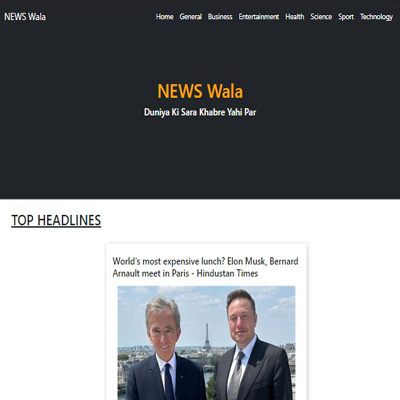 NEWS Wala
Home General Business Entertainment Health Science Sport Technology
NEWS Wala
Duniya Ki Sara Khabre Yahi Par
TOP HEADLINES
World's most expensive lunch? Elon Musk, Bernard
Arnault meet in Paris - Hindustan Times